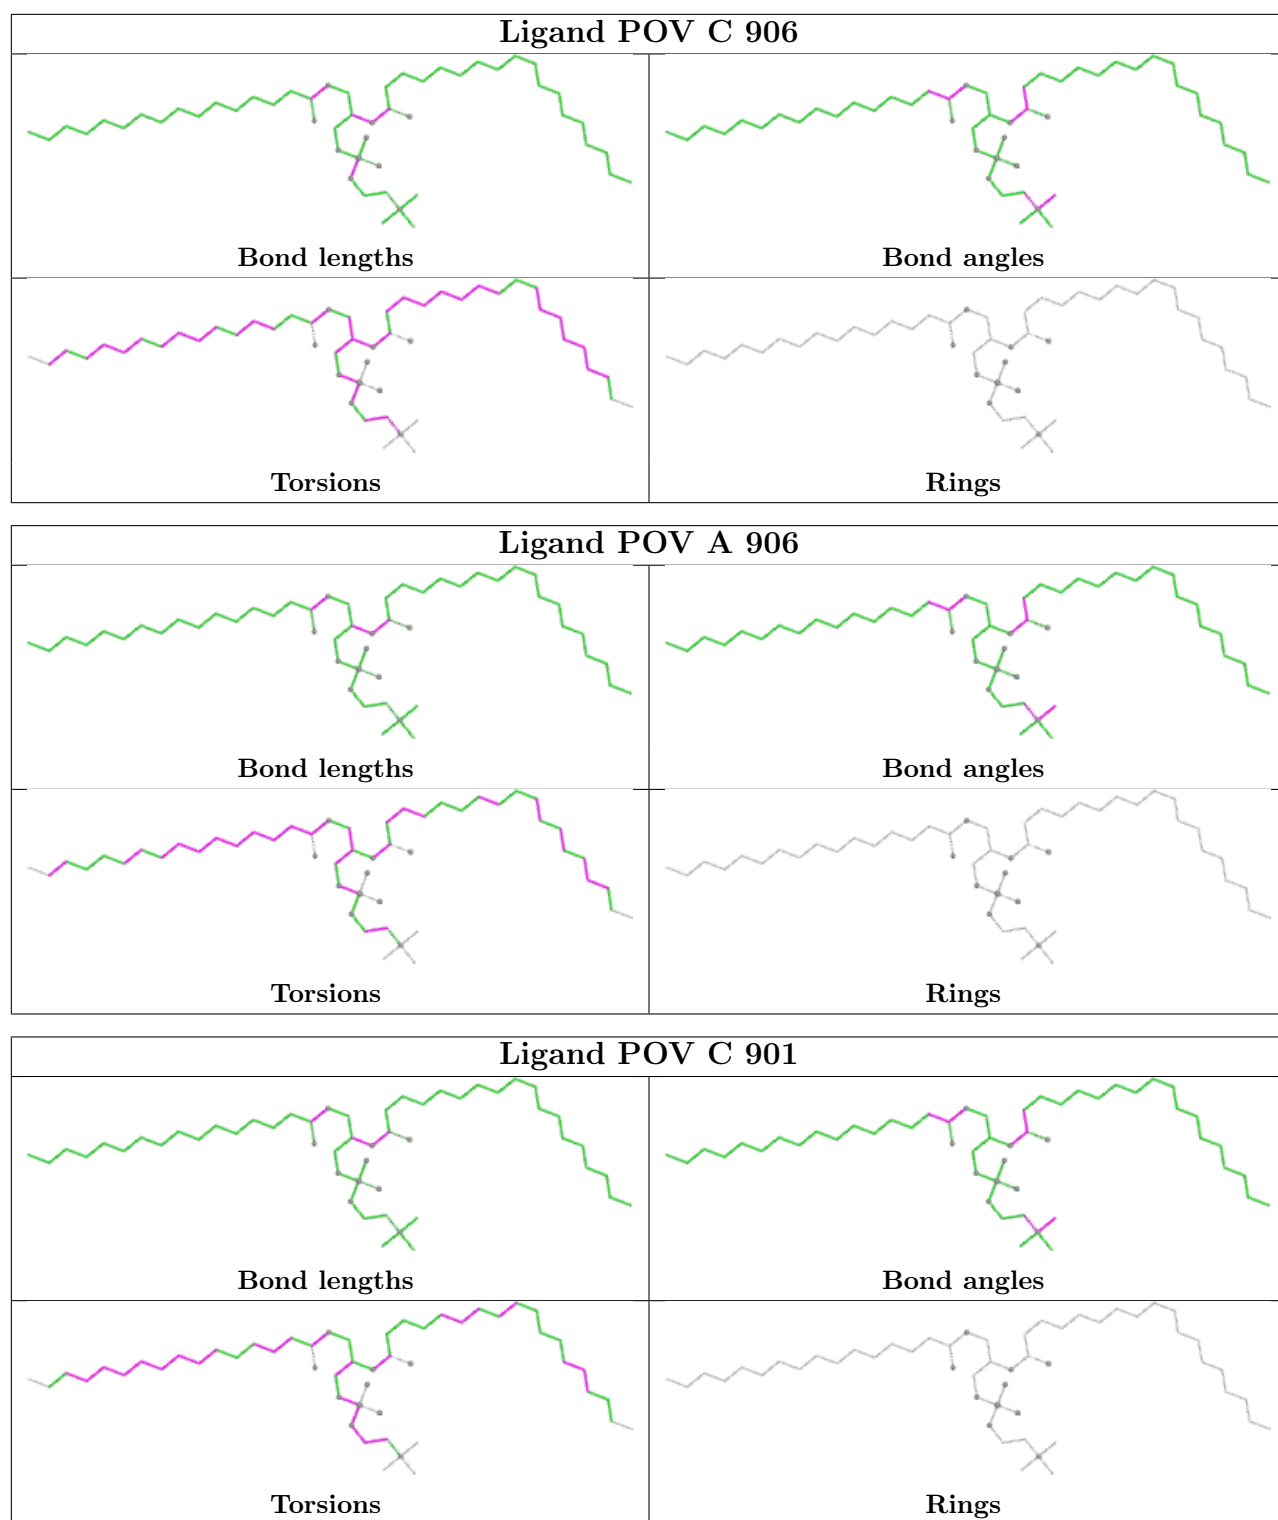 Ligand POV C 906
Bond lengths
Bond angles
Torsions
Rings
Ligand POV A 906
Bond lengths
Bond angles
Torsions
Rings
Ligand POV C 901
Bond lengths
Bond angles
Torsions
Rings